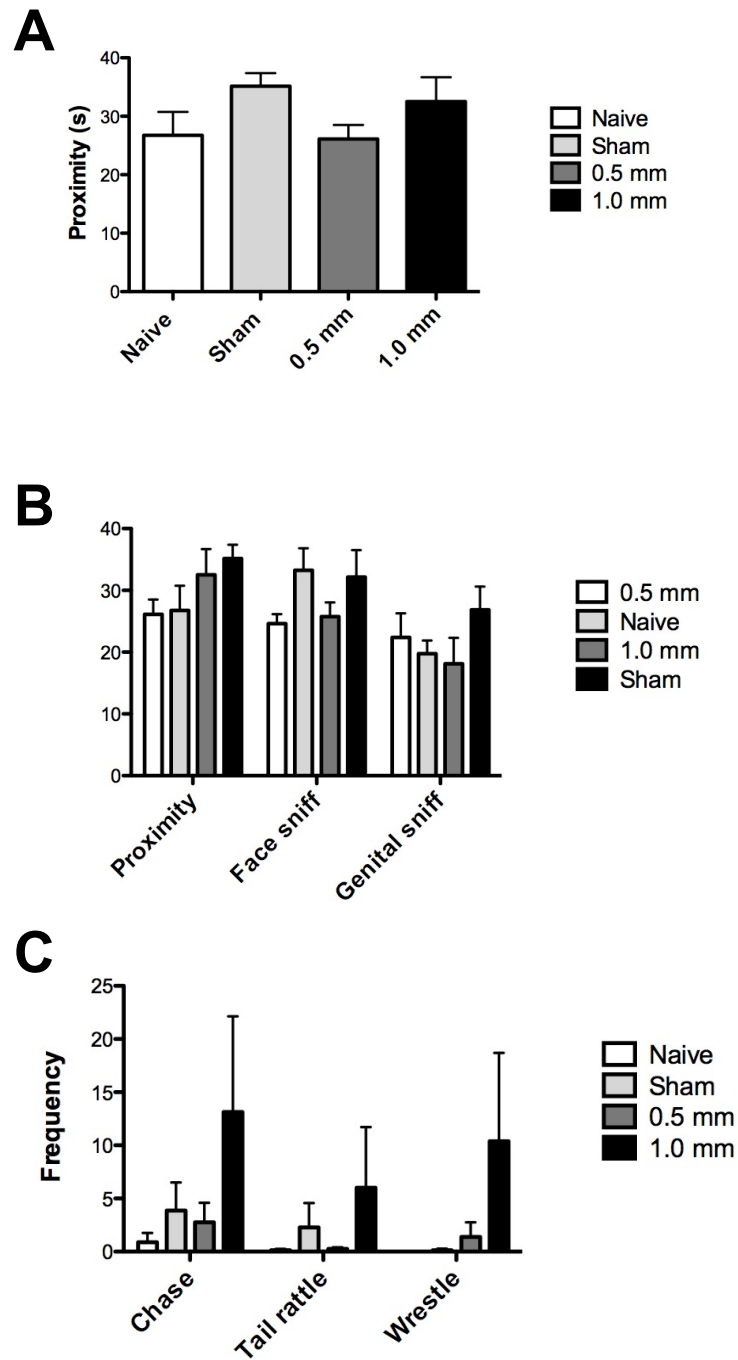 A
40
30
20
10
0
Proximity (s)
Naive
Sham
0.5 mm
1.0 mm
Naive
Sham
0.5 mm
1.0 mm
B
40
30
20
10
0
Proximity
Face sniff
Genital sniff
0.5 mm
Naive
1.0 mm
Sham
C
25
20
15
10
5
0
Frequency
Chase
Tail rattle
Wrestle
Naive
Sham
0.5 mm
1.0 mm